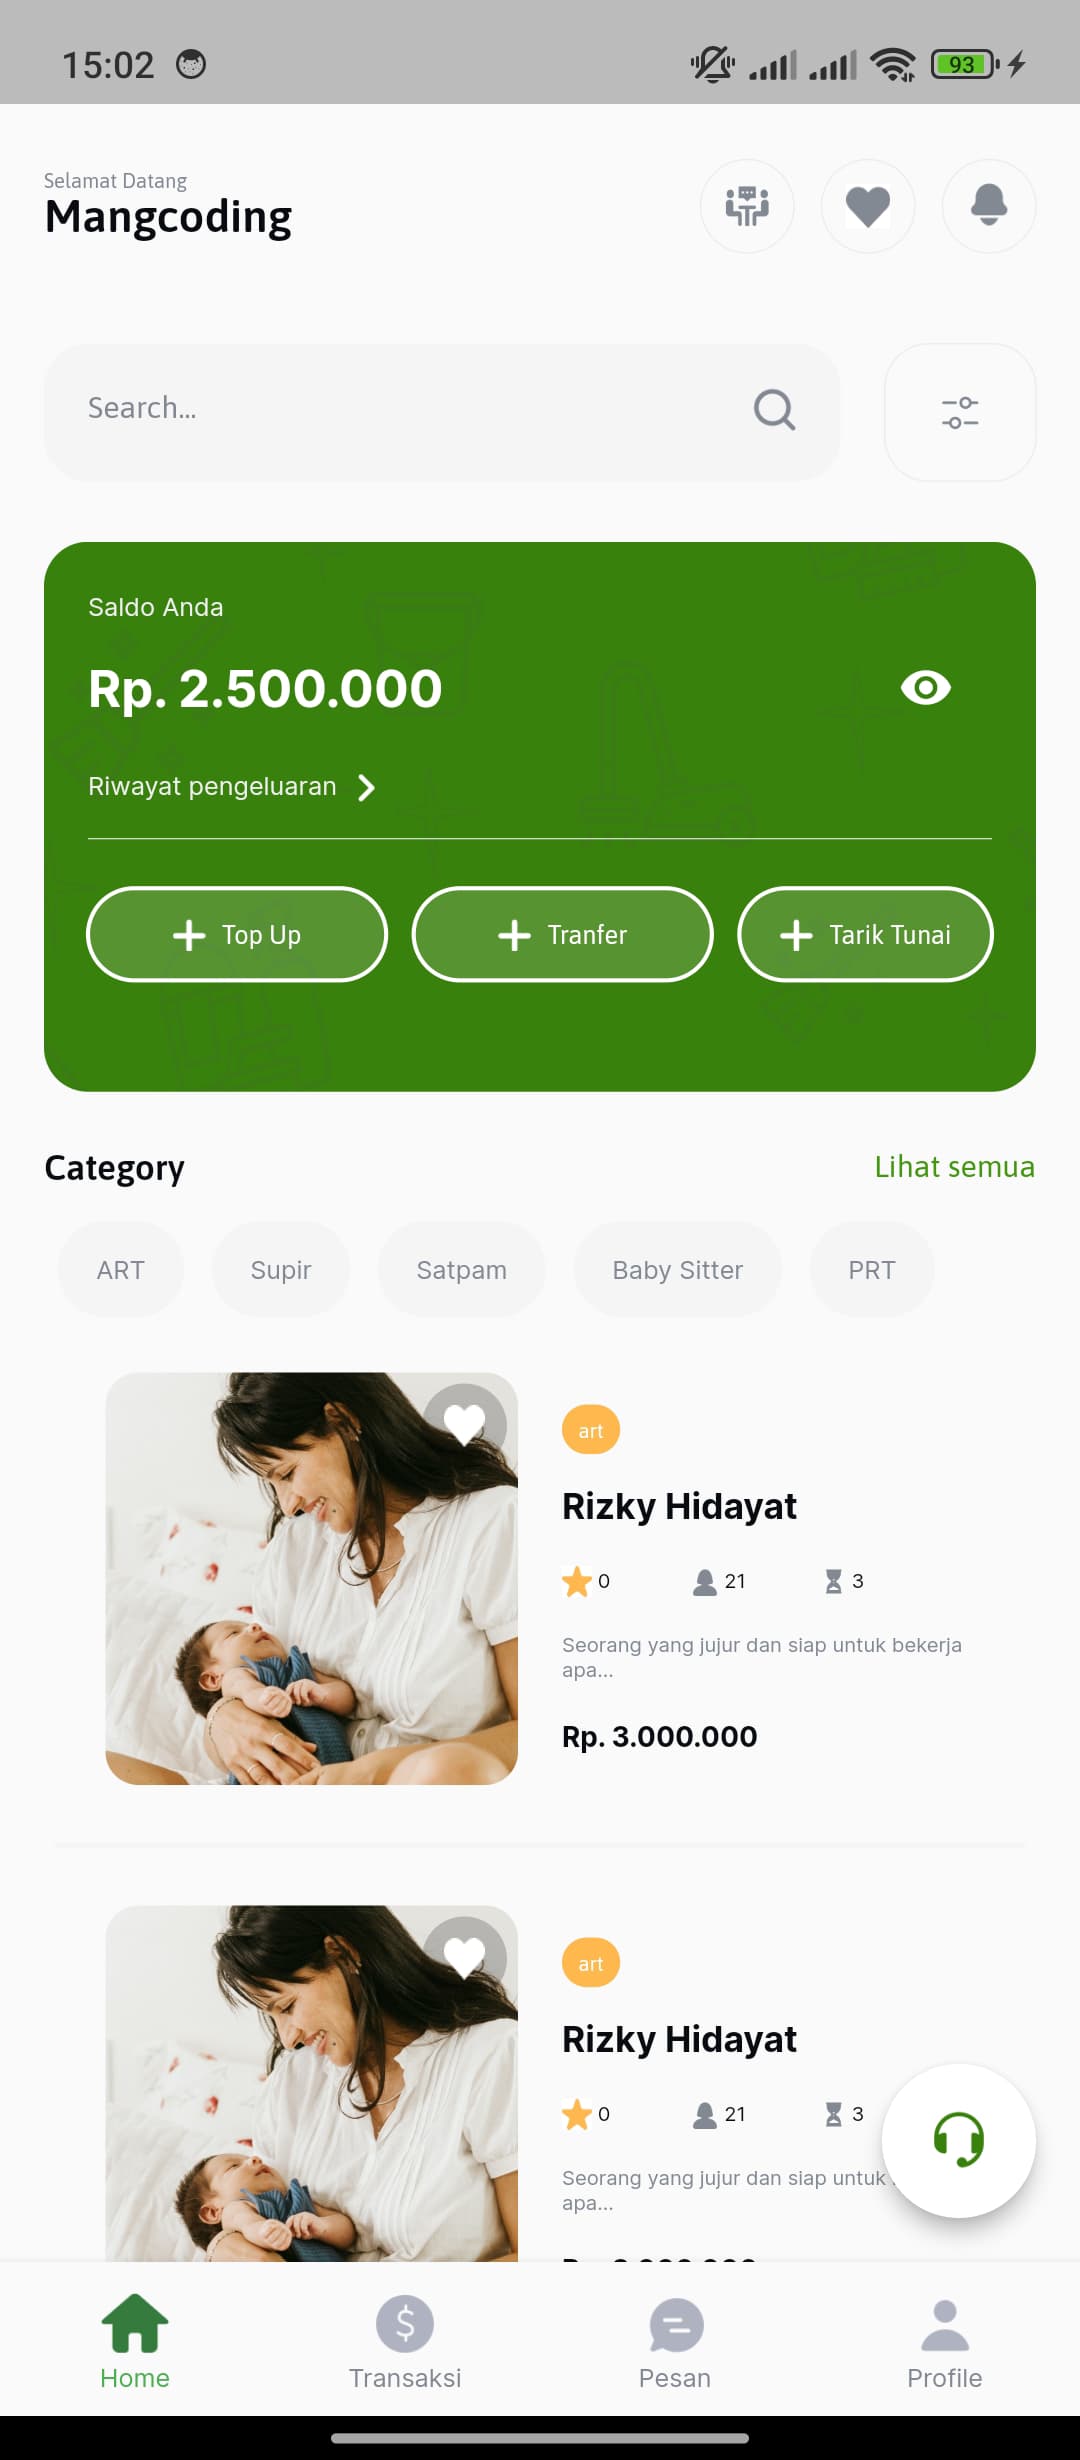 15:02
93
Selamat Datang
Mangcoding
Search...
Saldo Anda
Rp. 2.500.000
Riwayat pengeluaran
Top Up
Tranfer
Tarik Tunai
Category
Lihat semua
ART
Supir
Satpam
Baby Sitter
PRT
art
Rizky Hidayat
0
21
3
Seorang yang jujur dan siap untuk bekerja
apa...
Rp. 3.000.000
art
Rizky Hidayat
0
21
3
Seorang yang jujur dan siap untuk
apa...
Home
Transaksi
Pesan
Profile